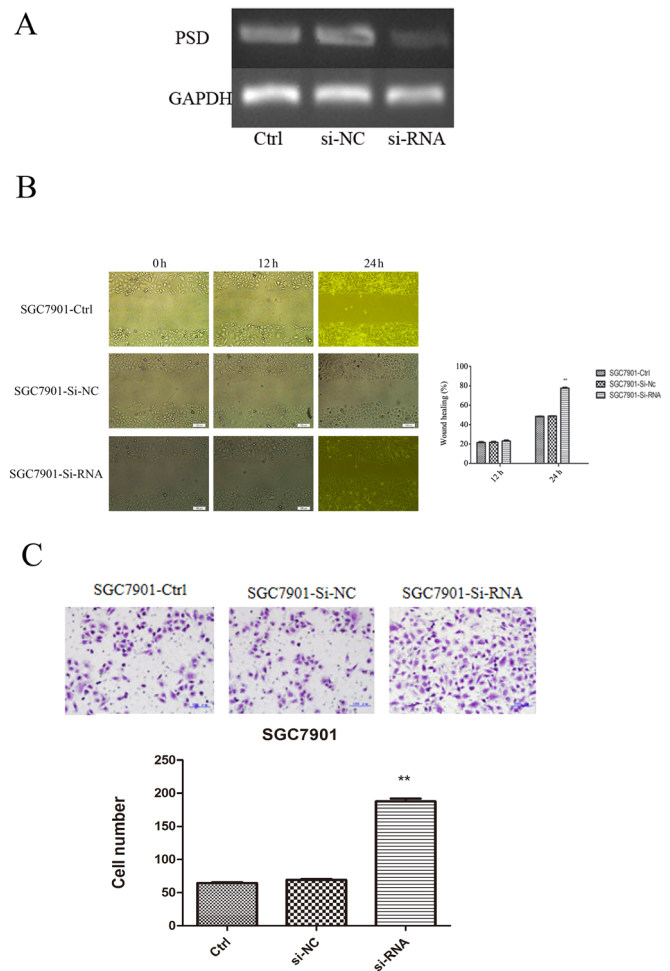 A
PSD
GAPDH
Ctrl si-NC si-RNA
B
0 h 12 h 24 h
SGC7901-Ctrl
SGC7901-Si-NC
SGC7901-Si-RNA
Wound healing (%)
100
80
60
40
20
0
12 h 24 h
**
SGC7901-Ctrl
SGC7901-Si-Nc
SGC7901-Si-RNA
C
SGC7901-Ctrl SGC7901-Si-NC SGC7901-Si-RNA
SGC7901
Cell number
250
200
150
100
50
0
**
Ctrl si-NC si-RNA